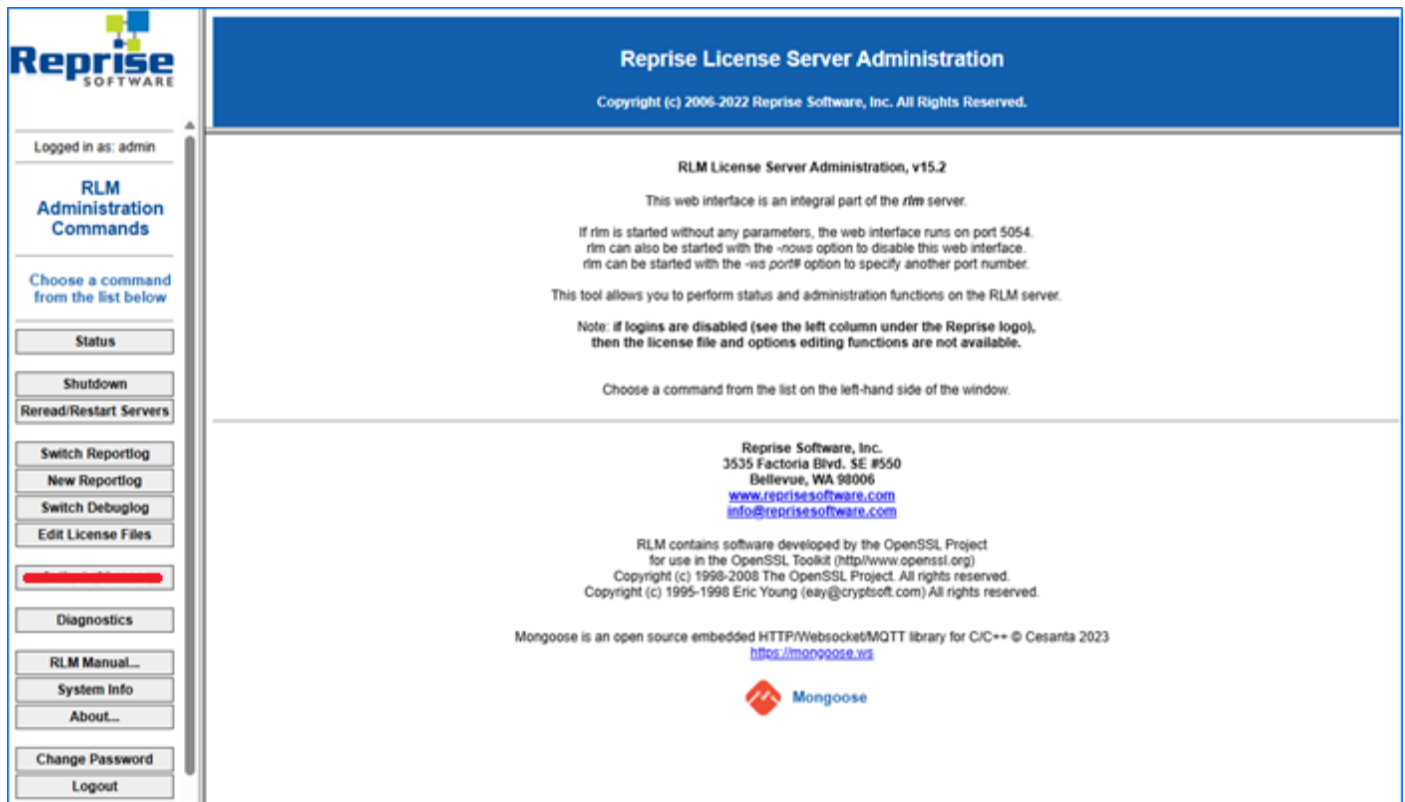 Reprise
SOFTWARE
Logged in as: admin
RLM
Administration
Commands
Choose a command
from the list below
Status
Shutdown
Reread/Restart Servers
Switch Reportlog
New Reportlog
Switch Debuglog
Edit License Files
Diagnostics
RLM Manual...
System Info
About...
Change Password
Logout
Reprise License Server Administration
Copyright (c) 2006-2022 Reprise Software, Inc. All Rights Reserved.
RLM License Server Administration, v15.2
This web interface is an integral part of the rlm server.
If rlm is started without any parameters, the web interface runs on port 5054.
rlm can also be started with the -nows option to disable this web interface.
rlm can be started with the -ws port# option to specify another port number.
This tool allows you to perform status and administration functions on the RLM server.
Note: if logins are disabled (see the left column under the Reprise logo),
then the license file and options editing functions are not available.
Choose a command from the list on the left-hand side of the window.
Reprise Software, Inc.
3535 Factoria Blvd. SE #550
Bellevue, WA 98006
www.reprisesoftware.com
info@reprisesoftware.com
RLM contains software developed by the OpenSSL Project
for use in the OpenSSL Toolkit (http//www.openssl.org)
Copyright (c) 1998-2008 The OpenSSL Project. All rights reserved.
Copyright (c) 1995-1998 Eric Young (eay@cryptsoft.com) All rights reserved.
Mongoose is an open source embedded HTTP/Websocket/MQTT library for C/C++ © Cesanta 2023
https://mongoose.ws
Mongoose